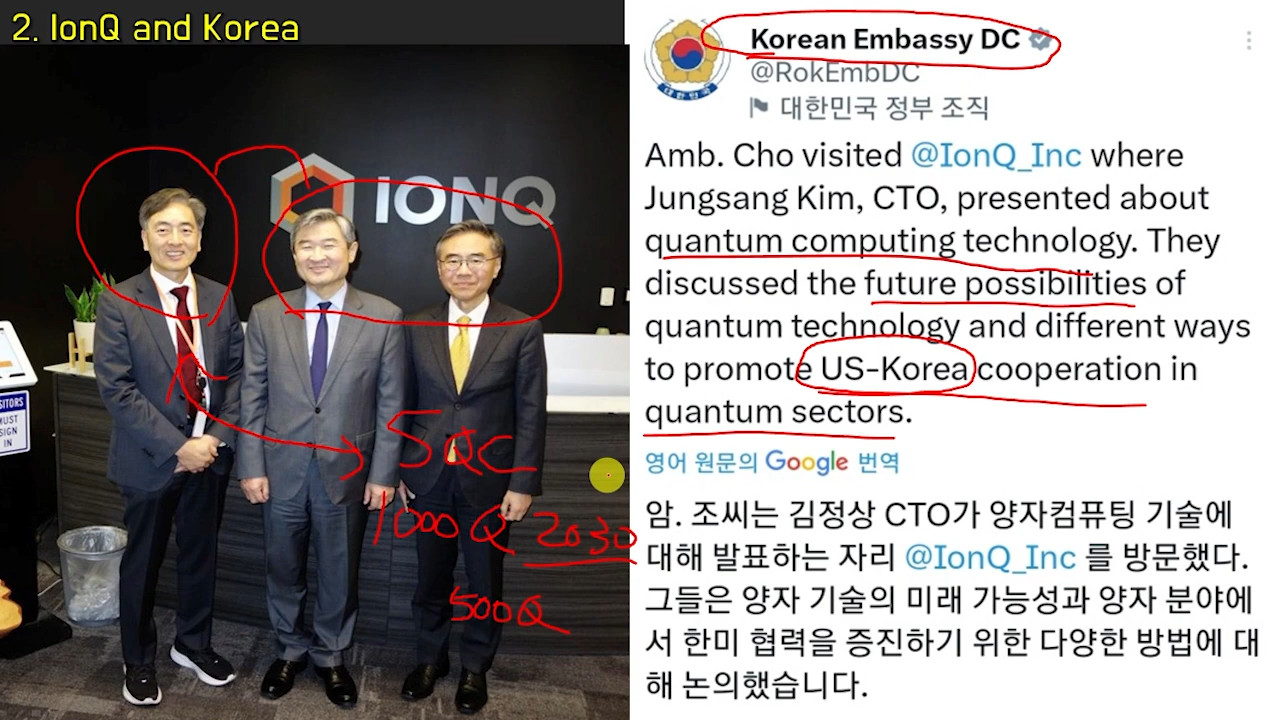 2. IonQ and Korea
IONQ
VISITORS
MUST
SIGN
IN
5QC
1000Q 2030
500Q
Korean Embassy DC
@RokEmbDC
대한민국
대한민국 정부 조직
Amb. Cho visited @IonQ_Inc where
Jungsang Kim, CTO, presented about
quantum computing technology. They
discussed the future possibilities of
quantum technology and different ways
to promote US-Korea cooperation in
quantum sectors.
영어 원문의 Google 번역
암. 조씨는 김정상 CTO가 양자컴퓨팅 기술에
대해 발표하는 자리 @IonQ_Inc 를 방문했다.
그들은 양자 기술의 미래 가능성과 양자 분야에
서 한미 협력을 증진하기 위한 다양한 방법에 대
해 논의했습니다.